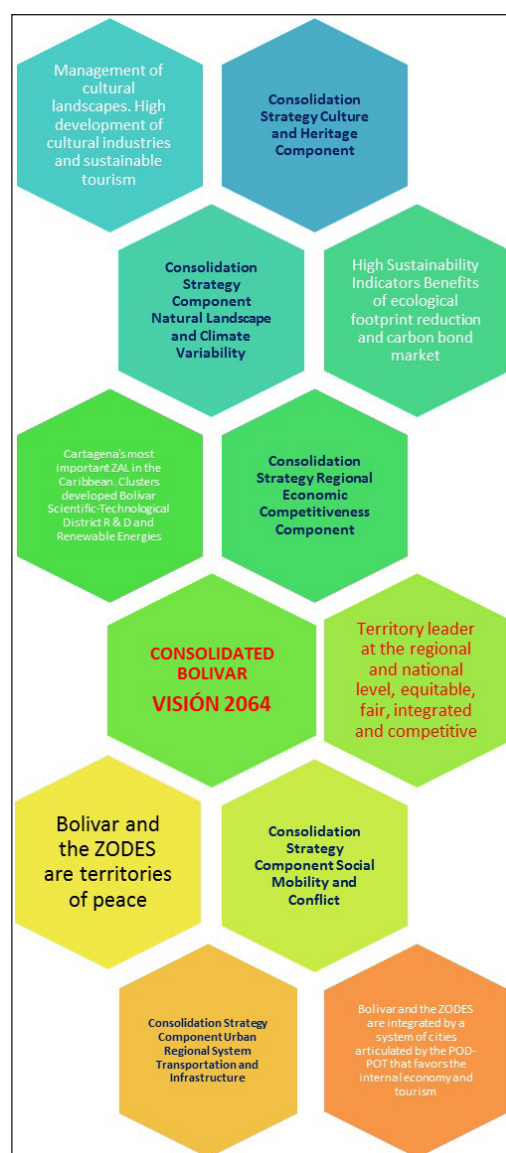 Management of
cultural
landscapes. High
development of
cultural industries
and sustainable
tourism
Consolidation
Strategy Culture
and Heritage
Component
Consolidation
Strategy
Component
Natural Landscape
and Climate
Variability
High Sustainability
Indicators Benefits
of ecological
footprint reduction
and carbon bond
market
Cartagena's most
important ZAL in the
Caribbean. Clusters
developed Bolívar
Scientific-Technological
District R & D and
Renewable Energies
Consolidation
Strategy Regional
Economic
Competitiveness
Component
CONSOLIDATED
BOLIVAR
VISIÓN 2064
Territory leader
at the regional
and national
level, equitable,
fair, integrated
and competitive
Bolivar and
the ZODES
are territories
of peace
Consolidation
Strategy
Component Social
Mobility and
Conflict
Consolidation Strategy
Component Urban
Regional System
Transportation and
Infrastructure
Bolivar and the ZODES
are integrated by a
system of cities
articulated by the POD-
POT that favors the
internal economy and
tourism